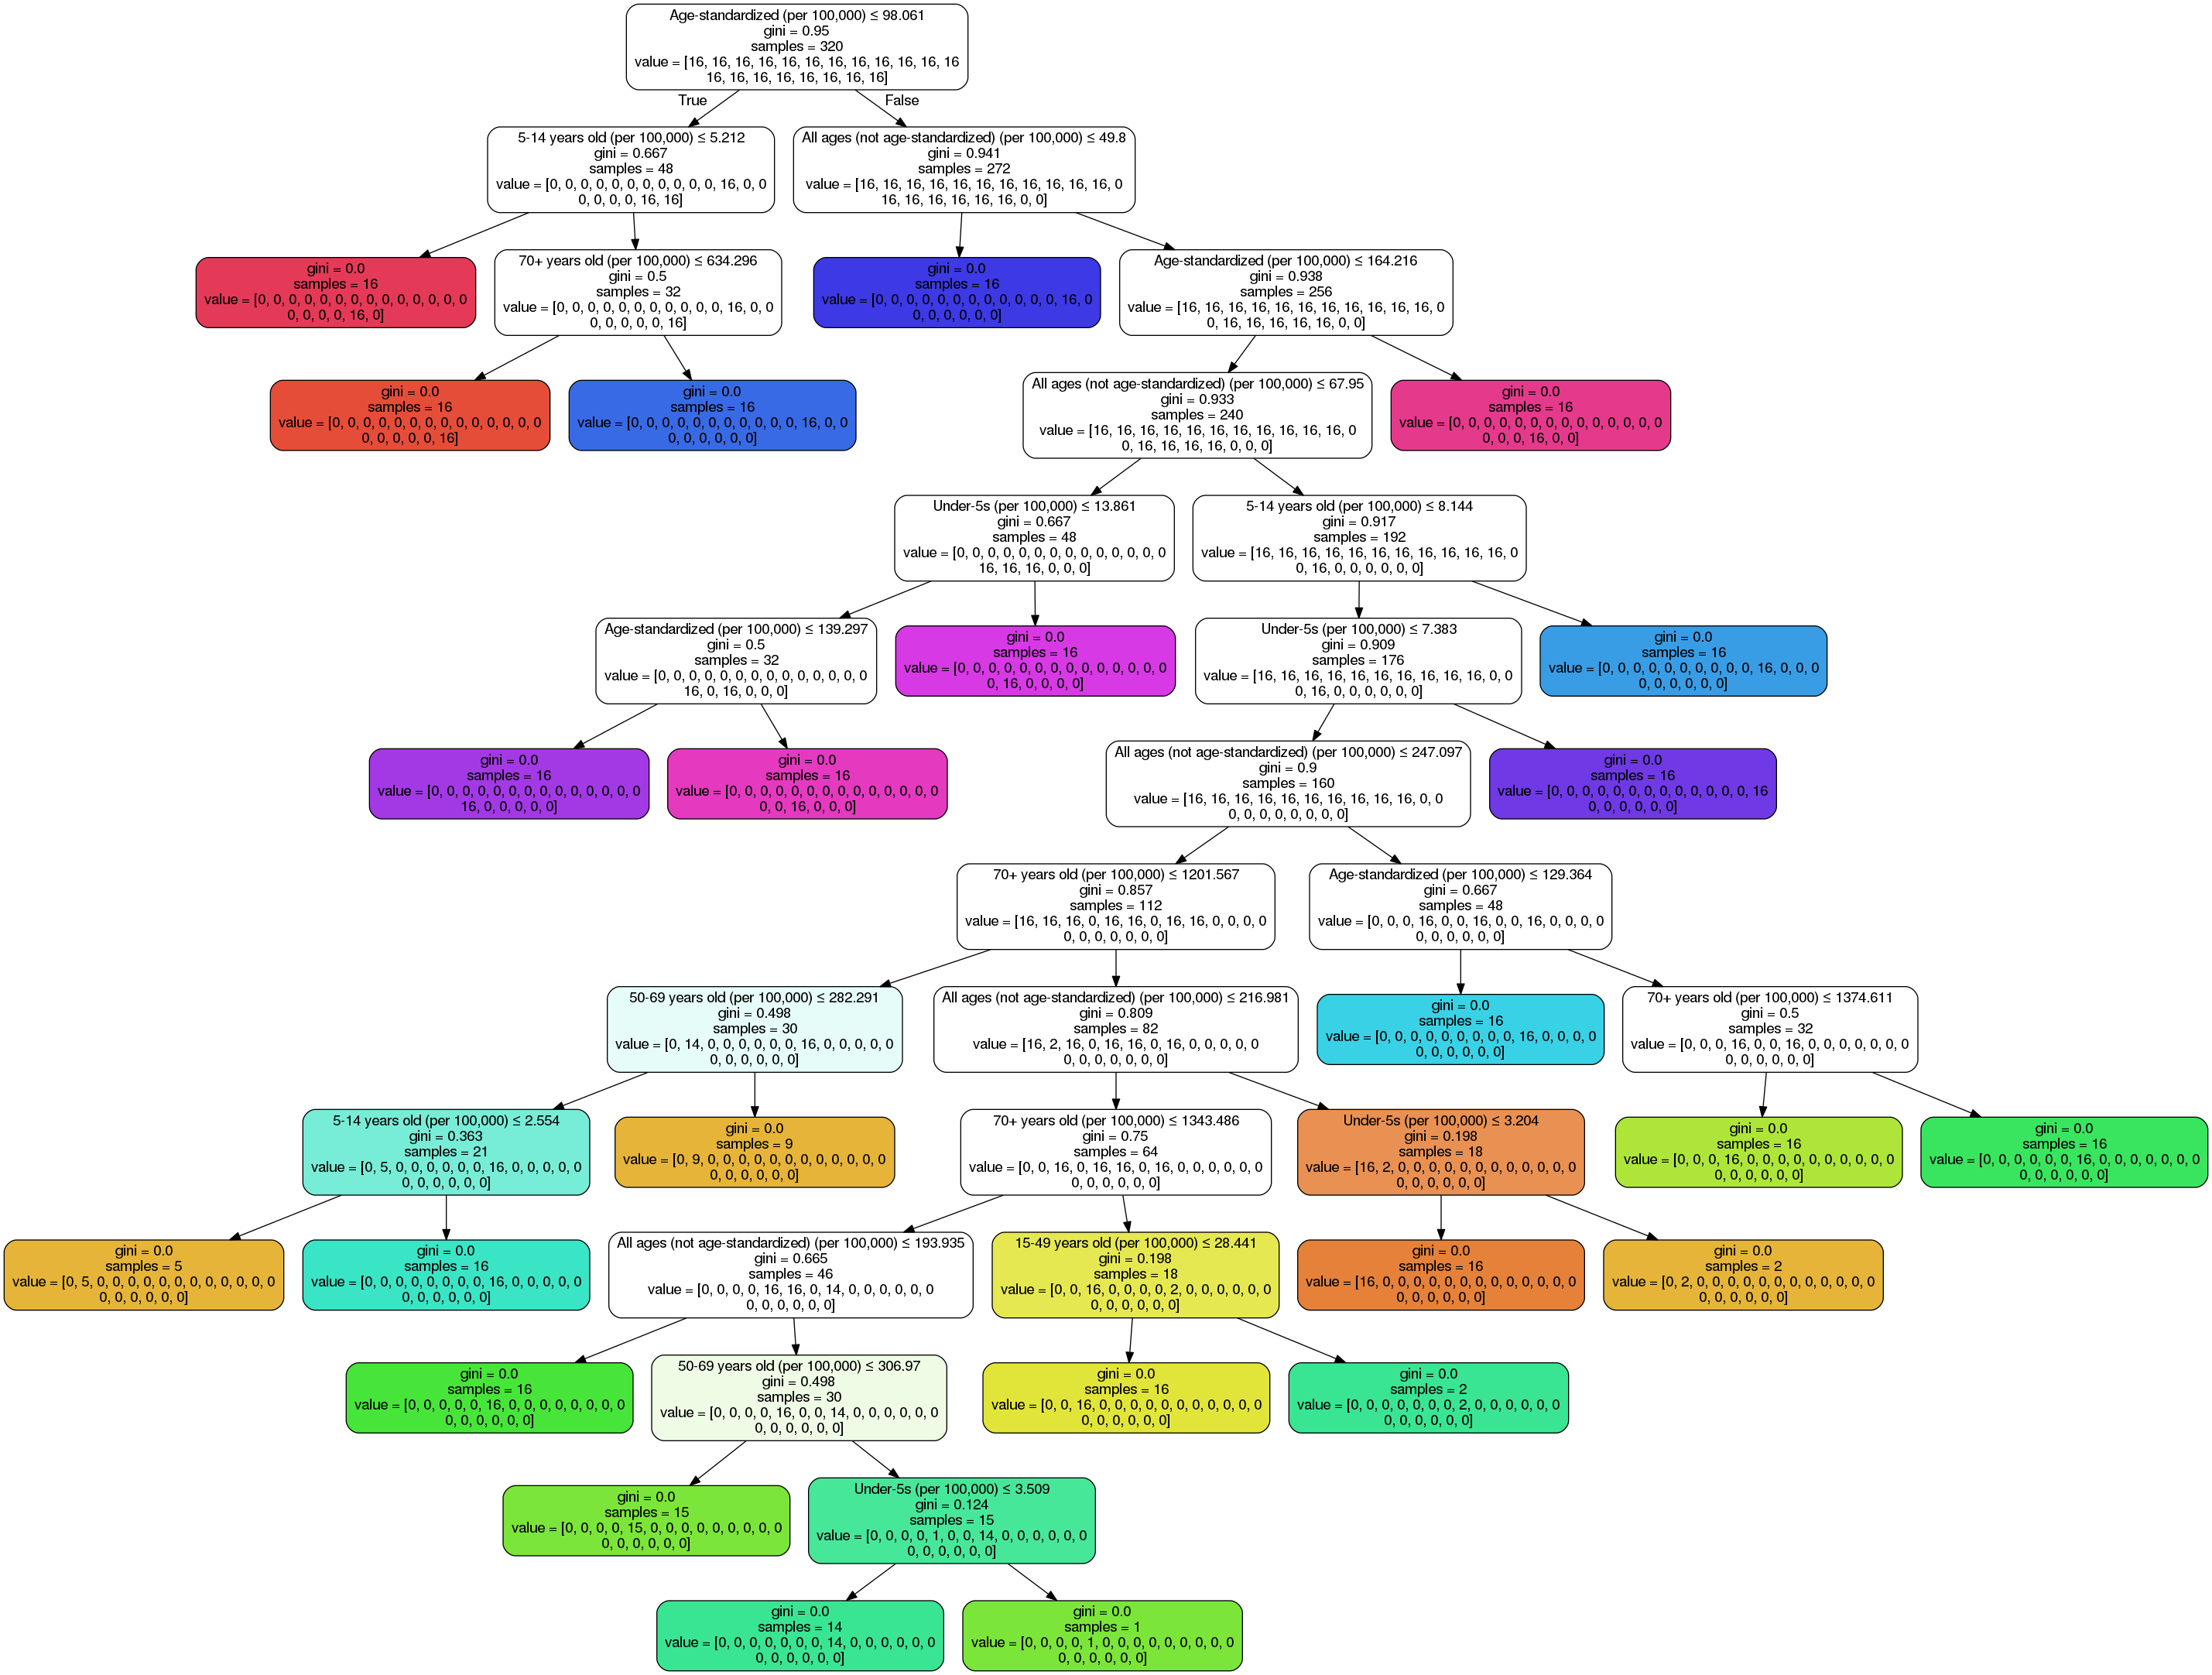 Age-standardized (per 100,000) ≤ 98.061
gini = 0.95
samples = 320
value = [16, 16, 16, 16, 16, 16, 16, 16, 16, 16, 16, 16
16, 16, 16, 16, 16, 16, 16, 16]
True
False
5-14 years old (per 100,000) ≤ 5.212
gini = 0.667
samples = 48
value = [0, 0, 0, 0, 0, 0, 0, 0, 0, 0, 0, 16, 0, 0
0, 0, 0, 0, 16, 16]
All ages (not age-standardized) (per 100,000) ≤ 49.8
gini = 0.941
samples = 272
value = [16, 16, 16, 16, 16, 16, 16, 16, 16, 16, 16, 0
16, 16, 16, 16, 16, 16, 0, 0]
gini = 0.0
samples = 16
value = [0, 0, 0, 0, 0, 0, 0, 0, 0, 0, 0, 0, 0, 0
0, 0, 0, 0, 16, 0]
70+ years old (per 100,000) ≤ 634.296
gini = 0.5
samples = 32
value = [0, 0, 0, 0, 0, 0, 0, 0, 0, 0, 0, 16, 0, 0
0, 0, 0, 0, 0, 16]
gini = 0.0
samples = 16
value = [0, 0, 0, 0, 0, 0, 0, 0, 0, 0, 0, 0, 16, 0
0, 0, 0, 0, 0, 0]
Age-standardized (per 100,000) ≤ 164.216
gini = 0.938
samples = 256
value = [16, 16, 16, 16, 16, 16, 16, 16, 16, 16, 16, 0
0, 16, 16, 16, 16, 16, 0, 0]
gini = 0.0
samples = 16
value = [0, 0, 0, 0, 0, 0, 0, 0, 0, 0, 0, 0, 0, 0
0, 0, 0, 0, 0, 16]
gini = 0.0
samples = 16
value = [0, 0, 0, 0, 0, 0, 0, 0, 0, 0, 0, 16, 0, 0
0, 0, 0, 0, 0, 0]
All ages (not age-standardized) (per 100,000) ≤ 67.95
gini = 0.933
samples = 240
value = [16, 16, 16, 16, 16, 16, 16, 16, 16, 16, 16, 0
0, 16, 16, 16, 16, 0, 0, 0]
gini = 0.0
samples = 16
value = [0, 0, 0, 0, 0, 0, 0, 0, 0, 0, 0, 0, 0, 0
0, 0, 0, 16, 0, 0]
Under-5s (per 100,000) ≤ 13.861
gini = 0.667
samples = 48
value = [0, 0, 0, 0, 0, 0, 0, 0, 0, 0, 0, 0, 0, 0
16, 16, 16, 0, 0, 0]
5-14 years old (per 100,000) ≤ 8.144
gini = 0.917
samples = 192
value = [16, 16, 16, 16, 16, 16, 16, 16, 16, 16, 16, 0
0, 16, 0, 0, 0, 0, 0, 0]
Age-standardized (per 100,000) ≤ 139.297
gini = 0.5
samples = 32
value = [0, 0, 0, 0, 0, 0, 0, 0, 0, 0, 0, 0, 0, 0
16, 0, 16, 0, 0, 0]
gini = 0.0
samples = 16
value = [0, 0, 0, 0, 0, 0, 0, 0, 0, 0, 0, 0, 0, 0
0, 16, 0, 0, 0, 0]
Under-5s (per 100,000) ≤ 7.383
gini = 0.909
samples = 176
value = [16, 16, 16, 16, 16, 16, 16, 16, 16, 16, 0, 0
0, 16, 0, 0, 0, 0, 0, 0]
gini = 0.0
samples = 16
value = [0, 0, 0, 0, 0, 0, 0, 0, 0, 0, 16, 0, 0, 0
0, 0, 0, 0, 0, 0]
gini = 0.0
samples = 16
value = [0, 0, 0, 0, 0, 0, 0, 0, 0, 0, 0, 0, 0, 0
16, 0, 0, 0, 0, 0]
gini = 0.0
samples = 16
value = [0, 0, 0, 0, 0, 0, 0, 0, 0, 0, 0, 0, 0, 0
0, 0, 16, 0, 0, 0]
All ages (not age-standardized) (per 100,000) ≤ 247.097
gini = 0.9
samples = 160
value = [16, 16, 16, 16, 16, 16, 16, 16, 16, 16, 0, 0
0, 0, 0, 0, 0, 0, 0, 0]
gini = 0.0
samples = 16
value = [0, 0, 0, 0, 0, 0, 0, 0, 0, 0, 0, 0, 0, 16
0, 0, 0, 0, 0, 0]
70+ years old (per 100,000) ≤ 1201.567
gini = 0.857
samples = 112
value = [16, 16, 16, 0, 16, 16, 0, 16, 16, 0, 0, 0, 0
0, 0, 0, 0, 0, 0, 0]
Age-standardized (per 100,000) ≤ 129.364
gini = 0.667
samples = 48
value = [0, 0, 0, 16, 0, 0, 16, 0, 0, 16, 0, 0, 0, 0
0, 0, 0, 0, 0, 0]
50-69 years old (per 100,000) ≤ 282.291
gini = 0.498
samples = 30
value = [0, 14, 0, 0, 0, 0, 0, 0, 16, 0, 0, 0, 0, 0
0, 0, 0, 0, 0, 0]
All ages (not age-standardized) (per 100,000) ≤ 216.981
gini = 0.809
samples = 82
value = [16, 2, 16, 0, 16, 16, 0, 16, 0, 0, 0, 0, 0
0, 0, 0, 0, 0, 0, 0]
gini = 0.0
samples = 16
value = [0, 0, 0, 0, 0, 0, 0, 0, 0, 16, 0, 0, 0, 0
0, 0, 0, 0, 0, 0]
70+ years old (per 100,000) ≤ 1374.611
gini = 0.5
samples = 32
value = [0, 0, 0, 16, 0, 0, 16, 0, 0, 0, 0, 0, 0, 0
0, 0, 0, 0, 0, 0]
5-14 years old (per 100,000) ≤ 2.554
gini = 0.363
samples = 21
value = [0, 5, 0, 0, 0, 0, 0, 0, 16, 0, 0, 0, 0, 0
0, 0, 0, 0, 0, 0]
gini = 0.0
samples = 9
value = [0, 9, 0, 0, 0, 0, 0, 0, 0, 0, 0, 0, 0, 0
0, 0, 0, 0, 0, 0]
70+ years old (per 100,000) ≤ 1343.486
gini = 0.75
samples = 64
value = [0, 0, 16, 0, 16, 16, 0, 16, 0, 0, 0, 0, 0, 0
0, 0, 0, 0, 0, 0]
Under-5s (per 100,000) ≤ 3.204
gini = 0.198
samples = 18
value = [16, 2, 0, 0, 0, 0, 0, 0, 0, 0, 0, 0, 0, 0
0, 0, 0, 0, 0, 0]
gini = 0.0
samples = 16
value = [0, 0, 0, 16, 0, 0, 0, 0, 0, 0, 0, 0, 0, 0
0, 0, 0, 0, 0, 0]
gini = 0.0
samples = 16
value = [0, 0, 0, 0, 0, 0, 16, 0, 0, 0, 0, 0, 0, 0
0, 0, 0, 0, 0, 0]
gini = 0.0
samples = 5
value = [0, 5, 0, 0, 0, 0, 0, 0, 0, 0, 0, 0, 0, 0
0, 0, 0, 0, 0, 0]
gini = 0.0
samples = 16
value = [0, 0, 0, 0, 0, 0, 0, 0, 16, 0, 0, 0, 0, 0
0, 0, 0, 0, 0, 0]
All ages (not age-standardized) (per 100,000) ≤ 193.935
gini = 0.665
samples = 46
value = [0, 0, 0, 0, 16, 16, 0, 14, 0, 0, 0, 0, 0, 0
0, 0, 0, 0, 0, 0]
15-49 years old (per 100,000) ≤ 28.441
gini = 0.198
samples = 18
value = [0, 0, 16, 0, 0, 0, 0, 2, 0, 0, 0, 0, 0, 0
0, 0, 0, 0, 0, 0]
gini = 0.0
samples = 16
value = [16, 0, 0, 0, 0, 0, 0, 0, 0, 0, 0, 0, 0, 0
0, 0, 0, 0, 0, 0]
gini = 0.0
samples = 2
value = [0, 2, 0, 0, 0, 0, 0, 0, 0, 0, 0, 0, 0, 0
0, 0, 0, 0, 0, 0]
gini = 0.0
samples = 16
value = [0, 0, 0, 0, 0, 16, 0, 0, 0, 0, 0, 0, 0, 0
0, 0, 0, 0, 0, 0]
50-69 years old (per 100,000) ≤ 306.97
gini = 0.498
samples = 30
value = [0, 0, 0, 0, 16, 0, 0, 14, 0, 0, 0, 0, 0, 0
0, 0, 0, 0, 0, 0]
gini = 0.0
samples = 16
value = [0, 0, 16, 0, 0, 0, 0, 0, 0, 0, 0, 0, 0, 0
0, 0, 0, 0, 0, 0]
gini = 0.0
samples = 2
value = [0, 0, 0, 0, 0, 0, 0, 2, 0, 0, 0, 0, 0, 0
0, 0, 0, 0, 0, 0]
gini = 0.0
samples = 15
value = [0, 0, 0, 0, 15, 0, 0, 0, 0, 0, 0, 0, 0, 0
0, 0, 0, 0, 0, 0]
Under-5s (per 100,000) ≤ 3.509
gini = 0.124
samples = 15
value = [0, 0, 0, 0, 1, 0, 0, 14, 0, 0, 0, 0, 0, 0
0, 0, 0, 0, 0, 0]
gini = 0.0
samples = 14
value = [0, 0, 0, 0, 0, 0, 0, 14, 0, 0, 0, 0, 0, 0
0, 0, 0, 0, 0, 0]
gini = 0.0
samples = 1
value = [0, 0, 0, 0, 1, 0, 0, 0, 0, 0, 0, 0, 0, 0
0, 0, 0, 0, 0, 0]